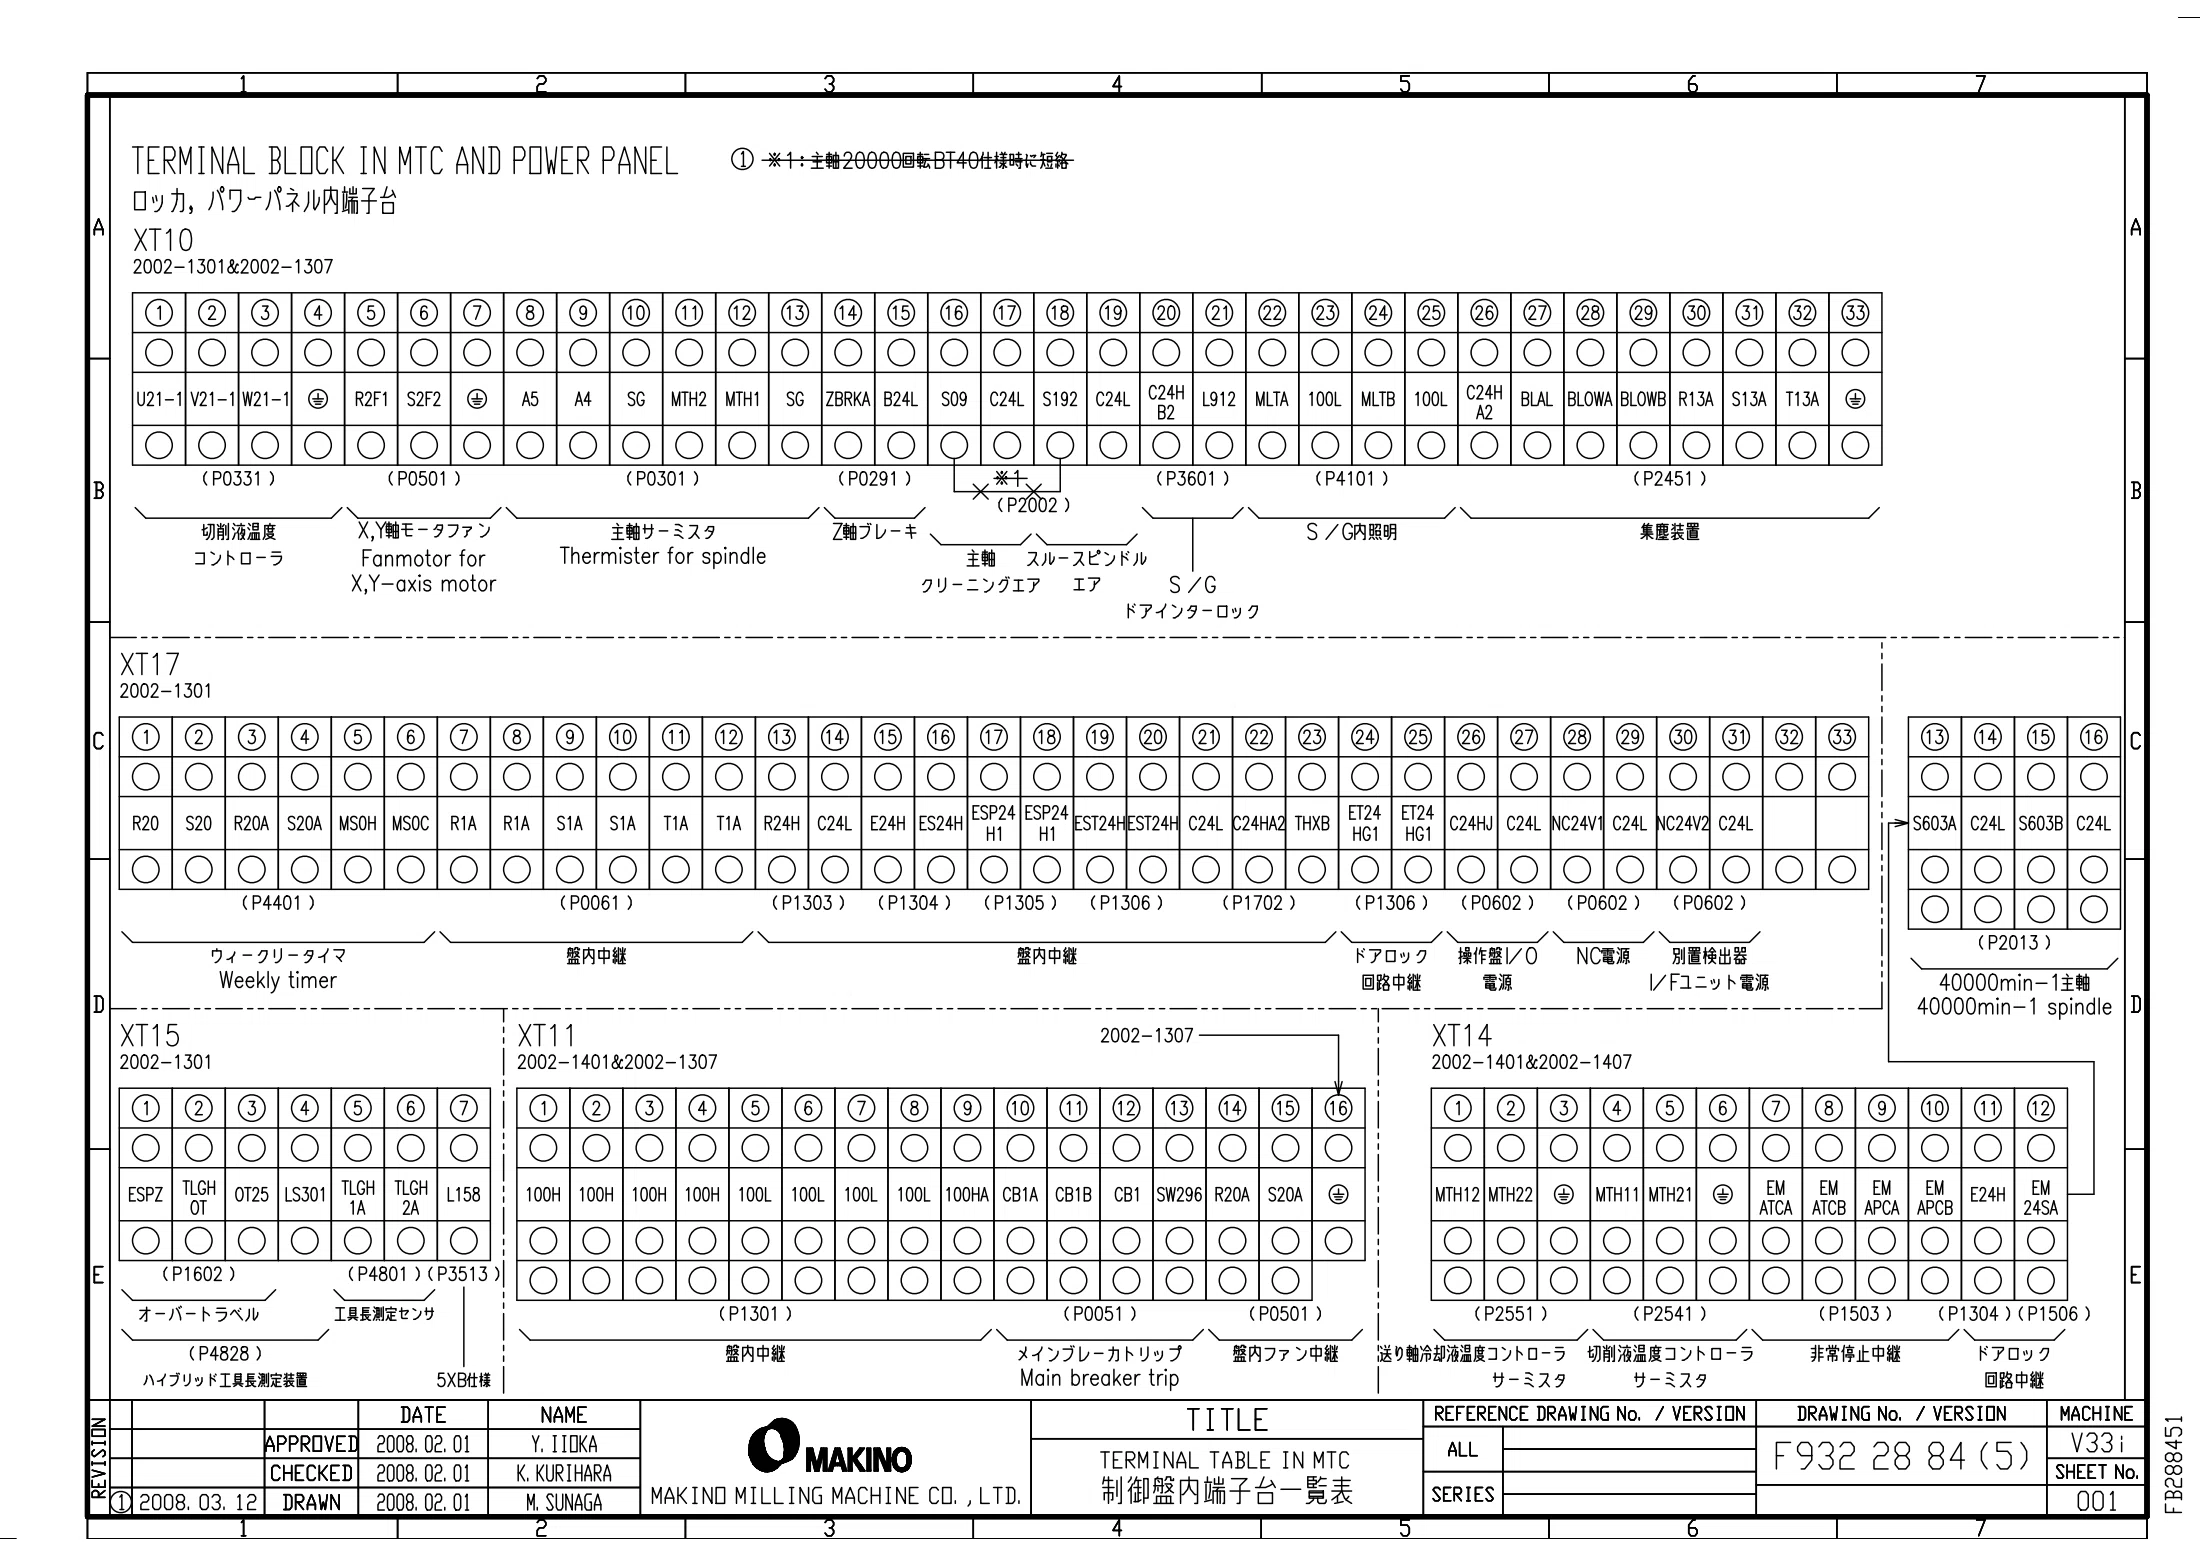 1 2 3 4 5 6 7
TERMINAL BLOCK IN MTC AND POWER PANEL ① ※1:主軸20000回転BT40仕様時に短絡
ロッカ, パワーパネル内端子台
A A
XT10
2002-1301&2002-1307
① ② ③ ④ ⑤ ⑥ ⑦ ⑧ ⑨ ⑩ ⑪ ⑫ ⑬ ⑭ ⑮ ⑯ ⑰ ⑱ ⑲ ⑳ ㉑ ㉒ ㉓ ㉔ ㉕ ㉖ ㉗ ㉘ ㉙ ㉚ ㉛ ㉜ ㉝
U21-1 V21-1 W21-1 R2F1 S2F2 A5 A4 SG MTH2 MTH1 SG ZBRKA B24L S09 C24L S192 C24L C24H B2 L912 MLTA 100L MLTB 100L C24H A2 BLAL BLOWA BLOWB R13A S13A T13A
(P0331) (P0501) (P0301) (P0291) ※1 (P3601) (P4101) (P2451)
B B
(P2002)
切削液温度 X,Y軸モータファン 主軸サーミスタ Z軸ブレーキ S/G内照明 集塵装置
コントローラ Fanmotor for Thermister for spindle 主軸 スルースピンドル
X,Y-axis motor クリーニングエア エア S/G
ドアインターロック
XT17
2002-1301
C C
① ② ③ ④ ⑤ ⑥ ⑦ ⑧ ⑨ ⑩ ⑪ ⑫ ⑬ ⑭ ⑮ ⑯ ⑰ ⑱ ⑲ ⑳ ㉑ ㉒ ㉓ ㉔ ㉕ ㉖ ㉗ ㉘ ㉙ ㉚ ㉛ ㉜ ㉝ ⑬ ⑭ ⑮ ⑯
R20 S20 R20A S20A MS0H MS0C R1A R1A S1A S1A T1A T1A R24H C24L E24H ES24H ESP24 H1 ESP24 H1 EST24H EST24H C24L C24HA2 THXB ET24 HG1 ET24 HG1 C24HJ C24L NC24V1 C24L NC24V2 C24L S603A C24L S603B C24L
(P4401) (P0061) (P1303) (P1304) (P1305) (P1306) (P1702) (P1306) (P0602) (P0602) (P0602)
(P2013)
ウィークリータイマ 盤内中継 盤内中継 ドアロック 操作盤I/O NC電源 別置検出器
Weekly timer 回路中継 電源 I/Fユニット電源 40000min-1主軸
D D
40000min-1 spindle
XT15 XT11 2002-1307 XT14
2002-1301 2002-1401&2002-1307 2002-1401&2002-1407
① ② ③ ④ ⑤ ⑥ ⑦ ① ② ③ ④ ⑤ ⑥ ⑦ ⑧ ⑨ ⑩ ⑪ ⑫ ⑬ ⑭ ⑮ ⑯ ① ② ③ ④ ⑤ ⑥ ⑦ ⑧ ⑨ ⑩ ⑪ ⑫
ESPZ TLGH OT OT25 LS301 TLGH 1A TLGH 2A L158 100H 100H 100H 100H 100L 100L 100L 100L 100HA CB1A CB1B CB1 SW296 R20A S20A MTH12 MTH22 MTH11 MTH21 EM ATCA EM ATCB EM APCA EM APCB E24H EM 24SA
E E
(P1602) (P4801) (P3513)
オーバートラベル 工具長測定センサ (P1301) (P0051) (P0501) (P2551) (P2541) (P1503) (P1304) (P1506)
(P4828) 盤内中継 メインブレーカトリップ 盤内ファン中継 送り軸冷却液温度コントローラ 切削液温度コントローラ 非常停止中継 ドアロック
ハイブリッド工具長測定装置 5XB仕様 Main breaker trip サーミスタ サーミスタ 回路中継
REVISION
DATE NAME
APPROVED 2008.02.01 Y. IIOKA
CHECKED 2008.02.01 K. KURIHARA
① 2008.03.12 DRAWN 2008.02.01 M. SUNAGA
MAKINO
MAKINO MILLING MACHINE CO.,LTD.
TITLE
TERMINAL TABLE IN MTC
制御盤内端子台一覧表
REFERENCE DRAWING No. / VERSION
ALL
SERIES
DRAWING No. / VERSION
F932 28 84(5)
MACHINE
V33i
SHEET No.
001
FB288451
1 2 3 4 5 6 7